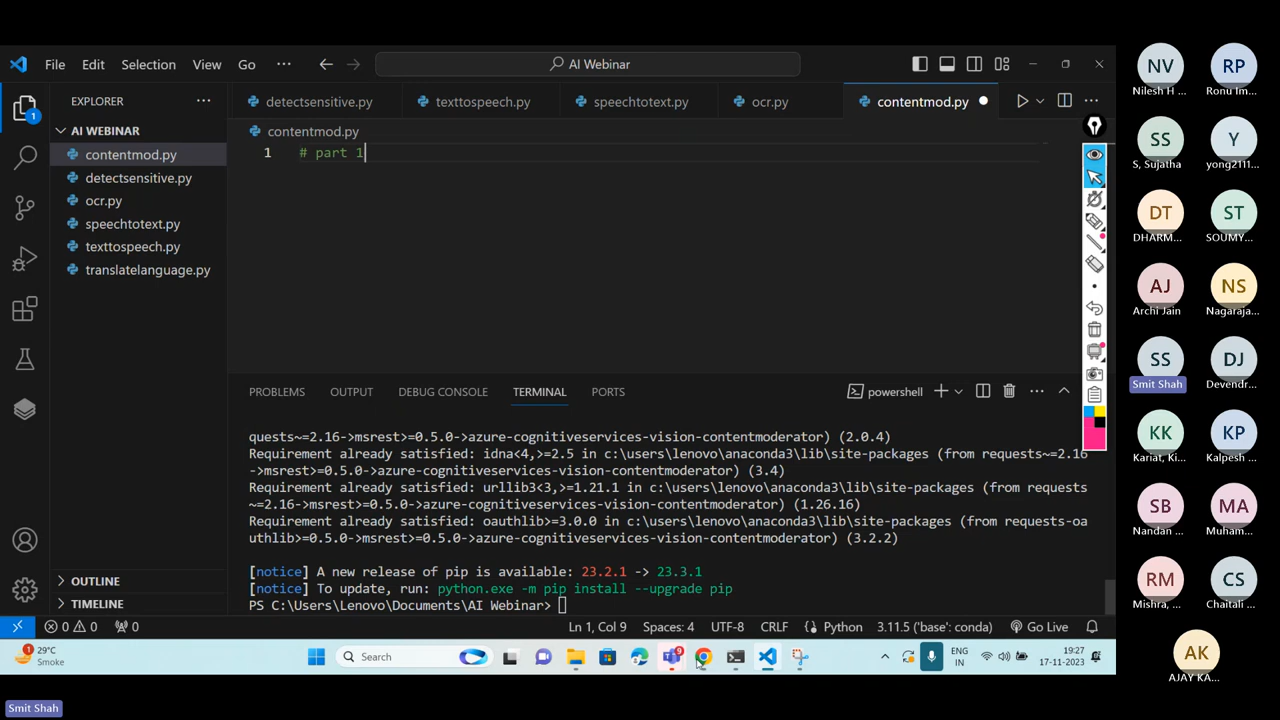 File Edit Selection View Go ··· AI Webinar
EXPLORER
detectsensitive.py texttospeech.py speechtotext.py ocr.py contentmod.py
AI WEBINAR
contentmod.py
detectsensitive.py
ocr.py
speechtotext.py
texttospeech.py
translatelanguage.py
OUTLINE
TIMELINE
1
contentmod.py
1 # part 1
PROBLEMS OUTPUT DEBUG CONSOLE TERMINAL PORTS powershell
quests~=2.16->msrest>=0.5.0->azure-cognitiveservices-vision-contentmoderator) (2.0.4)
Requirement already satisfied: idna<4,>=2.5 in c:\users\lenovo\anaconda3\lib\site-packages (from requests~=2.16
->msrest>=0.5.0->azure-cognitiveservices-vision-contentmoderator) (3.4)
Requirement already satisfied: urllib3<3,>=1.21.1 in c:\users\lenovo\anaconda3\lib\site-packages (from requests
~=2.16->msrest>=0.5.0->azure-cognitiveservices-vision-contentmoderator) (1.26.16)
Requirement already satisfied: oauthlib>=3.0.0 in c:\users\lenovo\anaconda3\lib\site-packages (from requests-oa
uthlib>=0.5.0->msrest>=0.5.0->azure-cognitiveservices-vision-contentmoderator) (3.2.2)
[notice] A new release of pip is available: 23.2.1 -> 23.3.1
[notice] To update, run: python.exe -m pip install --upgrade pip
PS C:\Users\Lenovo\Documents\AI Webinar>
0 0 0 Ln 1, Col 9 Spaces: 4 UTF-8 CRLF Python 3.11.5 ('base': conda) Go Live
1
29°C
Smoke
Search
9
ENG
IN
19:27
17-11-2023
NV RP
Nilesh H ... Ronu Im...
SS Y
S, Sujatha yong2111...
DT ST
DHARM... SOUMY...
AJ NS
Archi Jain Nagaraja...
SS DJ
Smit Shah Devendr...
KK KP
Kariat, Ki... Kalpesh ...
SB MA
Nandan ... Muham...
RM CS
Mishra, ... Chaitali ...
AK
AJAY KA...
Smit Shah